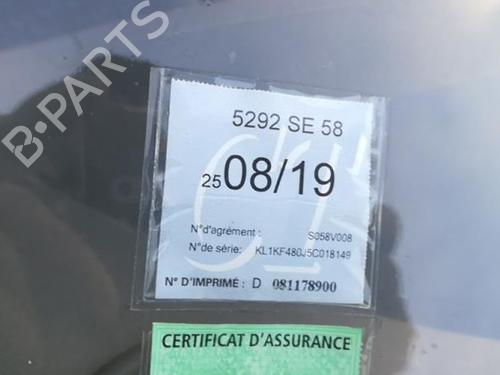 B-PARTS
5292 SE 58
25 08/19
N°d'agrément : S058V008
N°de série: KL1KF480J5C018149
N° D'IMPRIMÉ : D 081178900
CERTIFICAT D'ASSURANCE